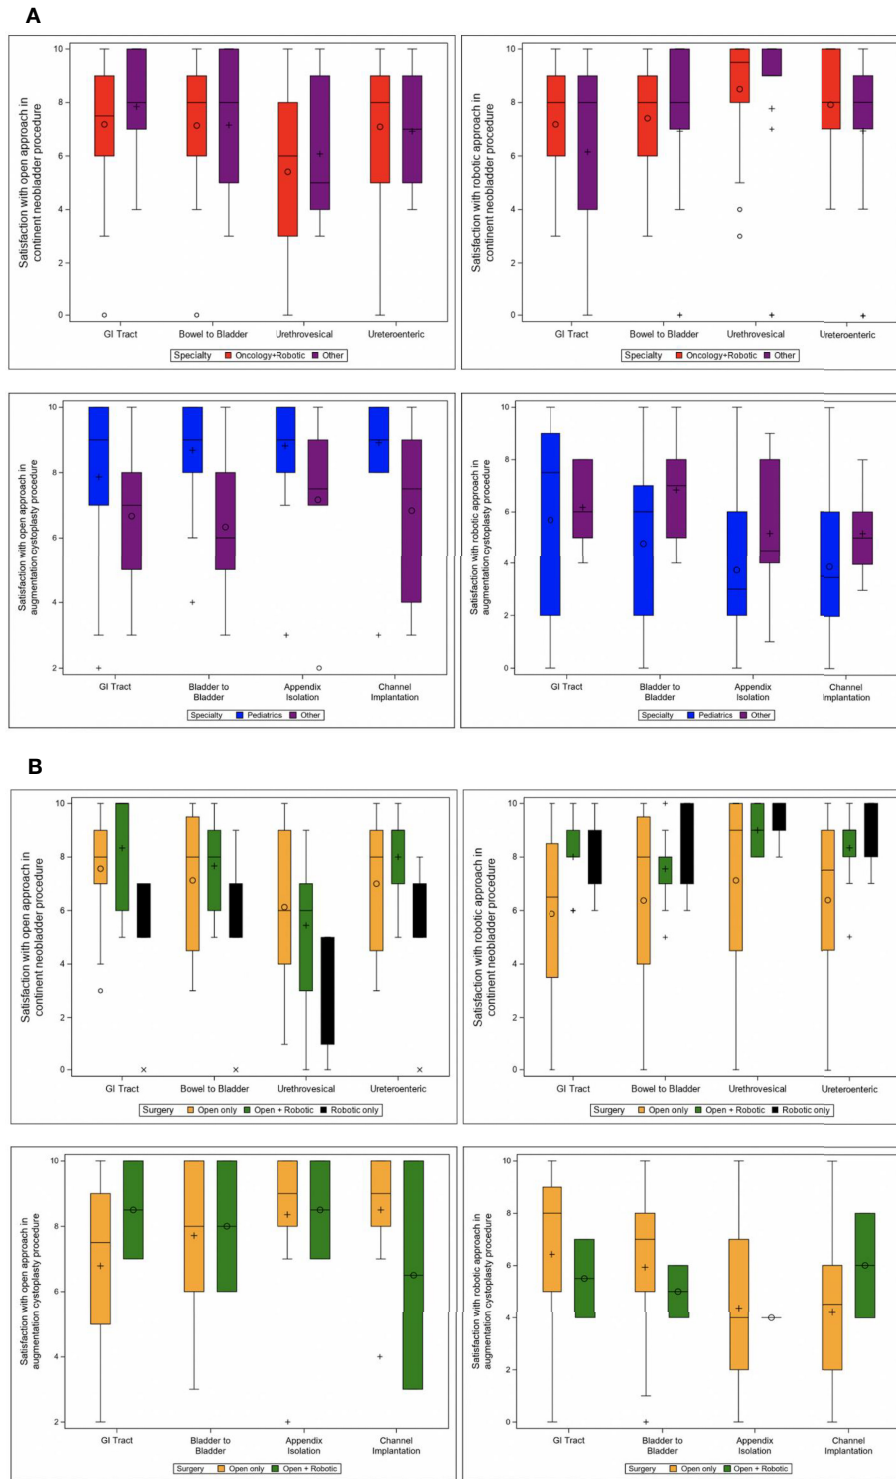 A
Satisfaction with open approach in
continent neobladder procedure
10
8
6
4
2
0
GI Tract
Bowel to Bladder
Urethrovesical
Ureteroenteric
Specialty Oncology+Robotic Other
Satisfaction with robotic approach in
continent neobladder procedure
10
8
6
4
2
0
GI Tract
Bowel to Bladder
Urethrovesical
Ureteroenteric
Specialty Oncology+Robotic Other
Satisfaction with open approach in
augmentation cystoplasty procedure
10
8
6
4
2
GI Tract
Bladder to
Bladder
Appendix
Isolation
Channel
Implantation
Specialty Pediatrics Other
Satisfaction with robotic approach in
augmentation cystoplasty procedure
10
8
6
4
2
0
GI Tract
Bladder to
Bladder
Appendix
Isolation
Channel
Implantation
Specialty Pediatrics Other
B
Satisfaction with open approach in
continent neobladder procedure
10
8
6
4
2
0
GI Tract
Bowel to Bladder
Urethrovesical
Ureteroenteric
Surgery Open only Open + Robotic Robotic only
Satisfaction with robotic approach in
continent neobladder procedure
10
8
6
4
2
0
GI Tract
Bowel to Bladder
Urethrovesical
Ureteroenteric
Surgery Open only Open + Robotic Robotic only
Satisfaction with open approach in
augmentation cystoplasty procedure
10
8
6
4
2
GI Tract
Bladder to
Bladder
Appendix
Isolation
Channel
Implantation
Surgery Open only Open + Robotic
Satisfaction with robotic approach in
augmentation cystoplasty procedure
10
8
6
4
2
0
GI Tract
Bladder to
Bladder
Appendix
Isolation
Channel
Implantation
Surgery Open only Open + Robotic